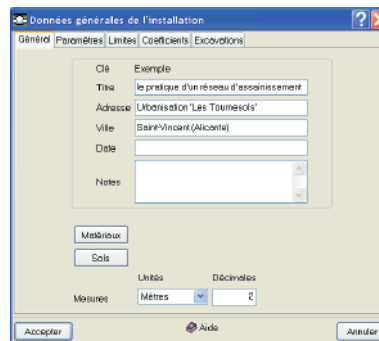 Données générales de l'installation
Général Paramètres Limites Coefficients Excavations
Clé Exemple
Titre le pratique d'un réseau d'assainissement
Adresse Urbanisation 'Les Tournesols'
Ville Saint-Vincent (Alicante)
Date
Notes
Matériaux
Sols
Unités Décimales
Mesures Mètres 2
Accepter Aide Annuler